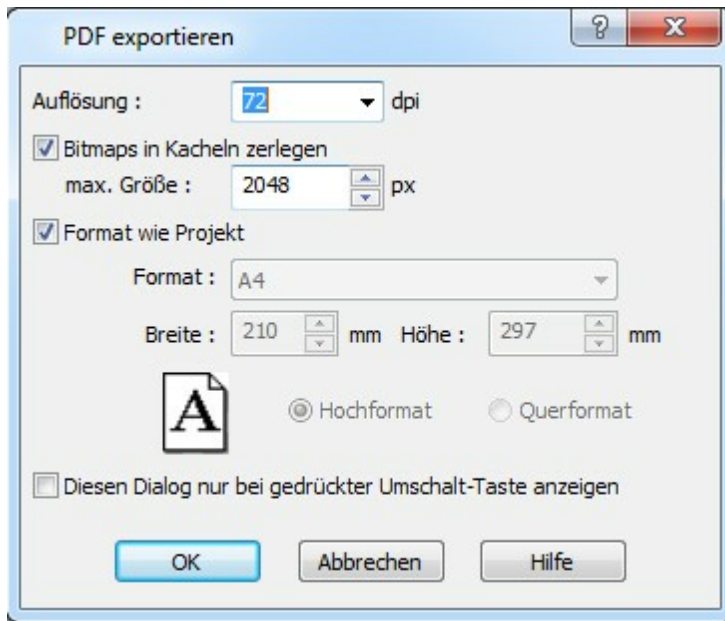 PDF exportieren
Auflösung : 72 dpi
Bitmaps in Kacheln zerlegen
max. Größe : 2048 px
Format wie Projekt
Format : A4
Breite : 210 mm Höhe : 297 mm
A Hochformat Querformat
Diesen Dialog nur bei gedrückter Umschalt-Taste anzeigen
OK Abbrechen Hilfe